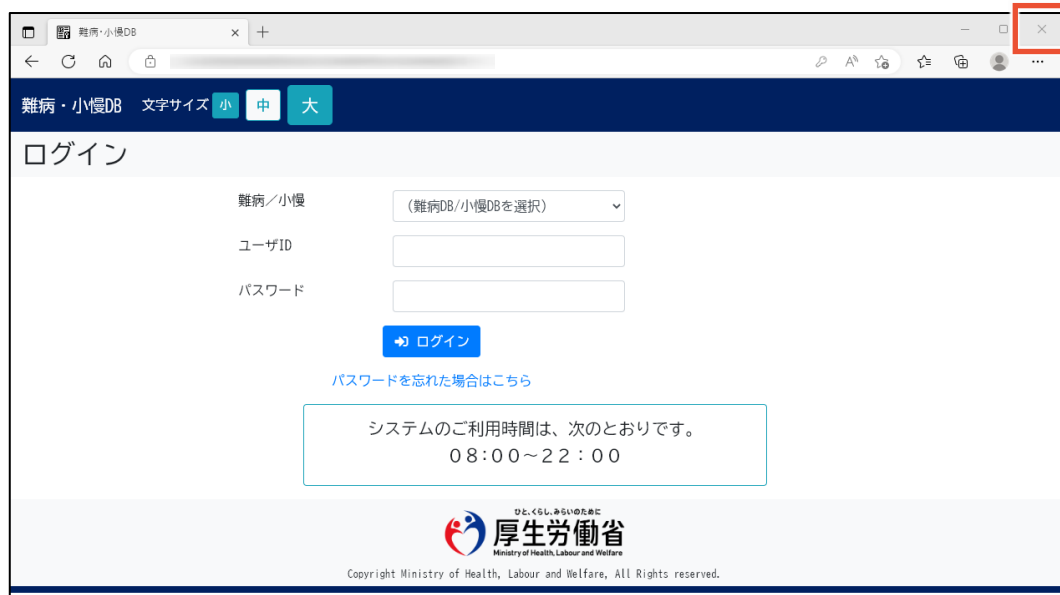 難病・小慢DB
難病・小慢DB 文字サイズ 小 中 大
ログイン
難病／小慢 (難病DB/小慢DBを選択)
ユーザID
パスワード
ログイン
パスワードを忘れた場合はこちら
システムのご利用時間は、次のとおりです。
０８：００～２２：００
ひと、くらし、みらいのために
厚生労働省
Ministry of Health, Labour and Welfare
Copyright Ministry of Health, Labour and Welfare, All Rights reserved.